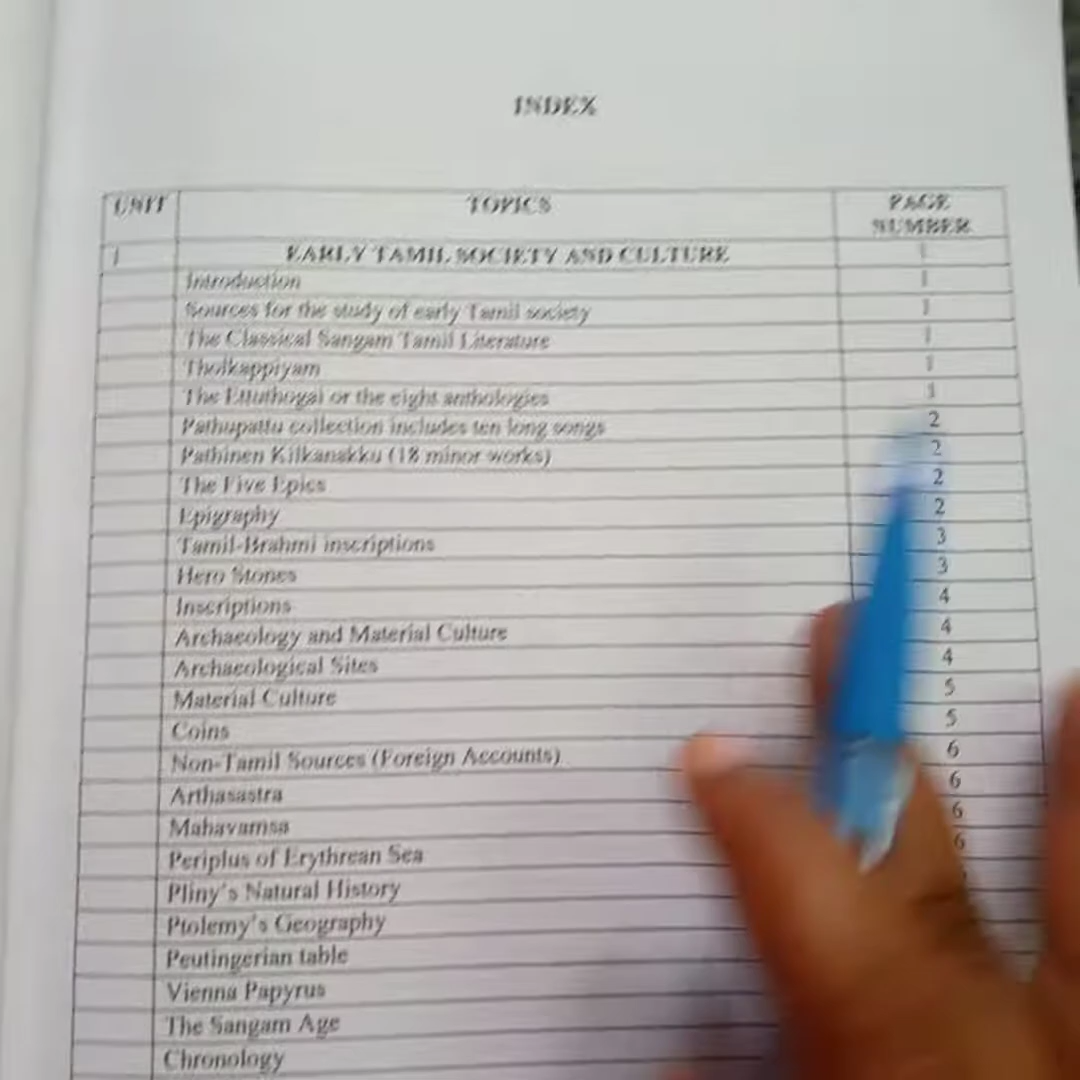 INDEX
UNIT TOPICS PAGE NUMBER
1 EARLY TAMIL SOCIETY AND CULTURE 1
Introduction 1
Sources for the study of early Tamil society 1
The Classical Sangam Tamil Literature 1
Tholkappiyam 1
The Ettuthogai or the eight anthologies 1
Pathupattu collection includes ten long songs 2
Pathinen Kilkanakku (18 minor works) 2
The Five Epics 2
Epigraphy 2
Tamil-Brahmi inscriptions 3
Hero Stones 3
Inscriptions 4
Archaeology and Material Culture 4
Archaeological Sites 4
Material Culture 5
Coins 5
Non-Tamil Sources (Foreign Accounts) 6
Arthasastra 6
Mahavamsa 6
Periplus of Erythrean Sea 6
Pliny's Natural History
Ptolemy's Geography
Peutingerian table
Vienna Papyrus
The Sangam Age
Chronology